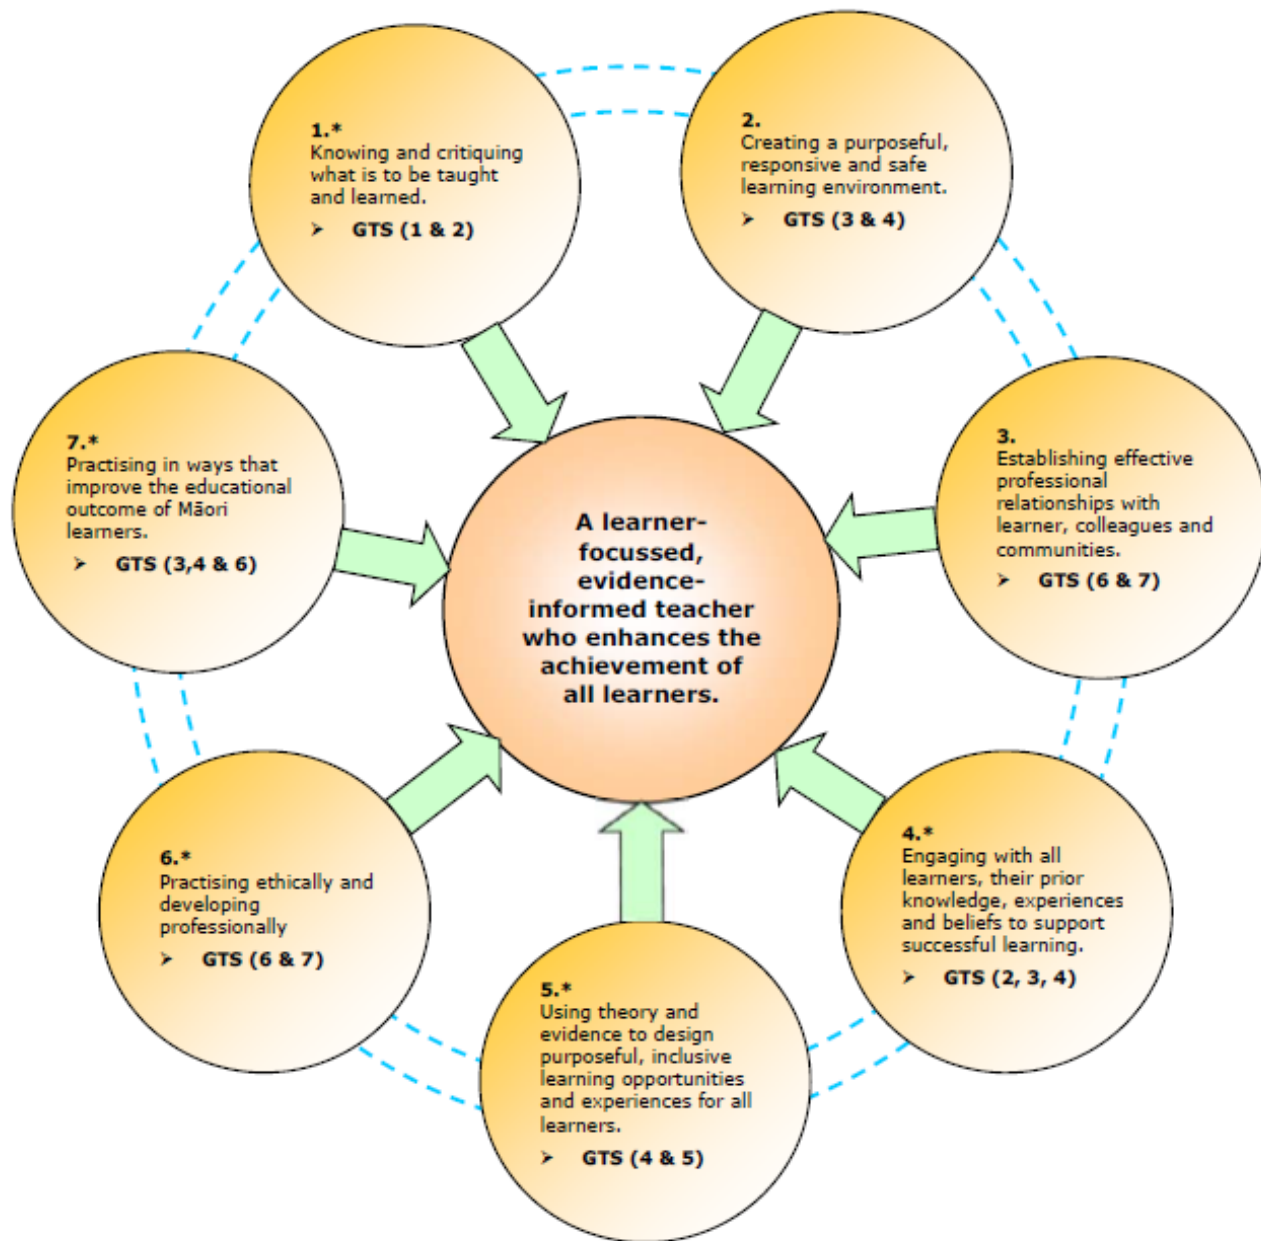 1.*
Knowing and critiquing
what is to be taught
and learned.
➢ GTS (1 & 2)
2.
Creating a purposeful,
responsive and safe
learning environment.
➢ GTS (3 & 4)
3.
Establishing effective
professional
relationships with
learner, colleagues and
communities.
➢ GTS (6 & 7)
4.*
Engaging with all
learners, their prior
knowledge, experiences
and beliefs to support
successful learning.
➢ GTS (2, 3, 4)
5.*
Using theory and
evidence to design
purposeful, inclusive
learning opportunities
and experiences for all
learners.
➢ GTS (4 & 5)
6.*
Practising ethically and
developing
professionally
➢ GTS (6 & 7)
7.*
Practising in ways that
improve the educational
outcome of Māori
learners.
➢ GTS (3,4 & 6)
A learner-
focussed,
evidence-
informed teacher
who enhances the
achievement of
all learners.